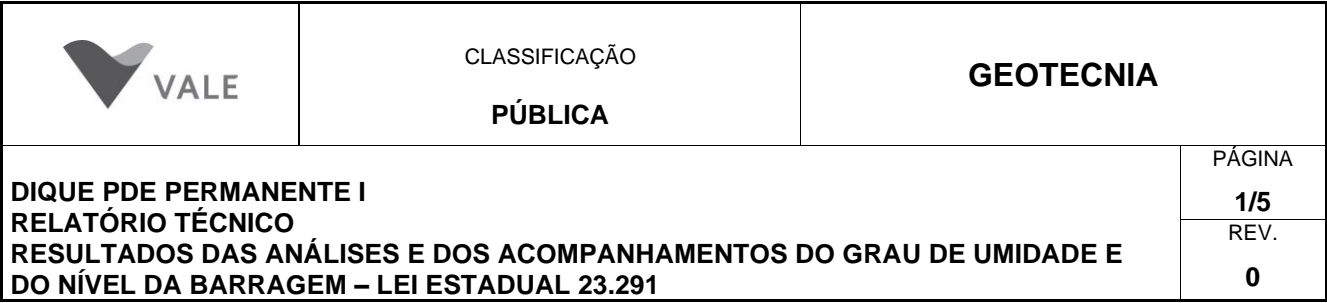 VALE
CLASSIFICAÇÃO
PÚBLICA
GEOTECNIA
DIQUE PDE PERMANENTE I
RELATÓRIO TÉCNICO
RESULTADOS DAS ANÁLISES E DOS ACOMPANHAMENTOS DO GRAU DE UMIDADE E
DO NÍVEL DA BARRAGEM – LEI ESTADUAL 23.291
PÁGINA
1/5
REV.
0